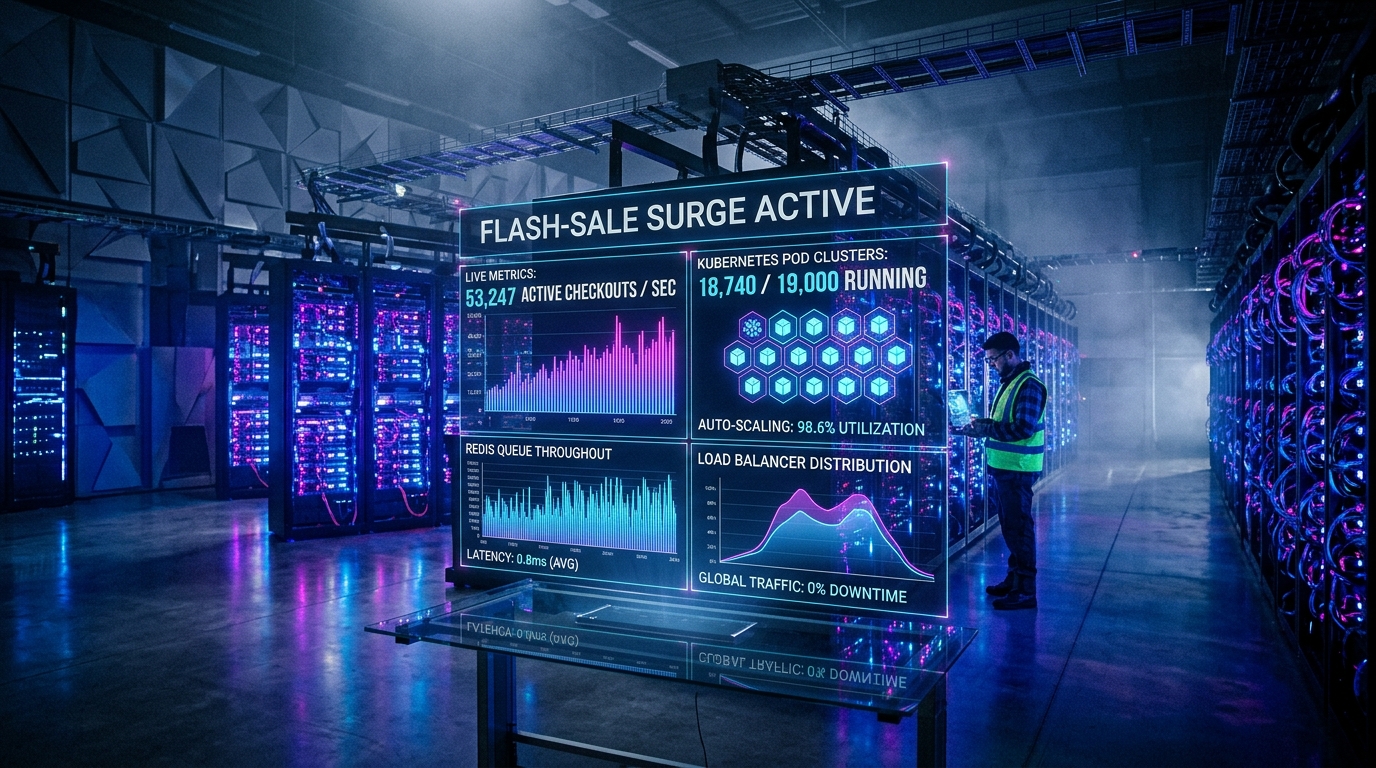 FLASH-SALE SURGE ACTIVE
LIVE METRICS:
53,247 ACTIVE CHECKOUTS / SEC
KUBERNETES POD CLUSTERS:
18,740 / 19,000 RUNNING
AUTO-SCALING: 98.6% UTILIZATION
REDIS QUEUE THROUGHOUT
LATENCY: 0.8ms (AVG)
LOAD BALANCER DISTRIBUTION
GLOBAL TRAFFIC: 0% DOWNTIME